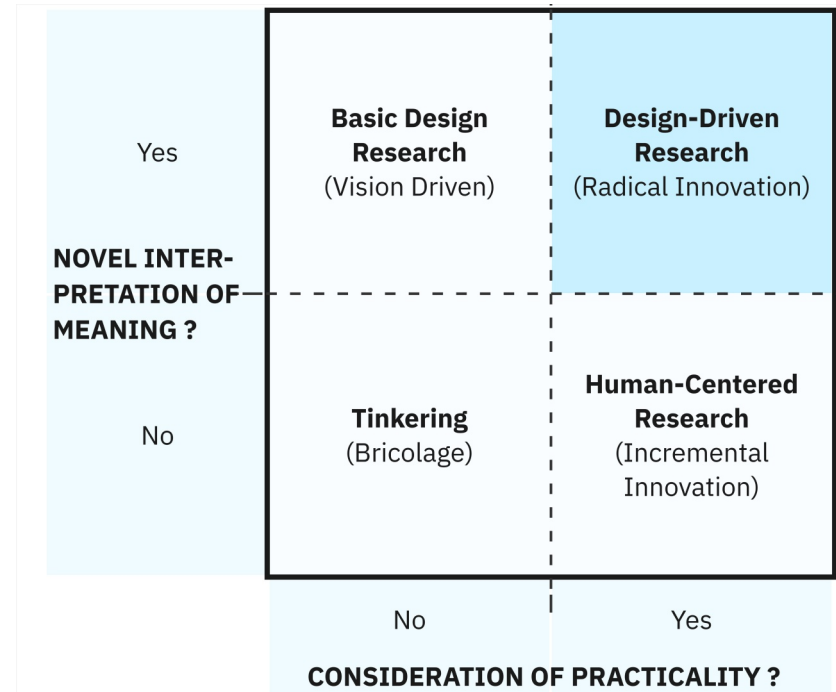 Basic Design
Research
(Vision Driven)
Design-Driven
Research
(Radical Innovation)
Yes
NOVEL INTER-
PRETATION OF
MEANING ?
No
Tinkering
(Bricolage)
Human-Centered
Research
(Incremental
Innovation)
No
Yes
CONSIDERATION OF PRACTICALITY ?